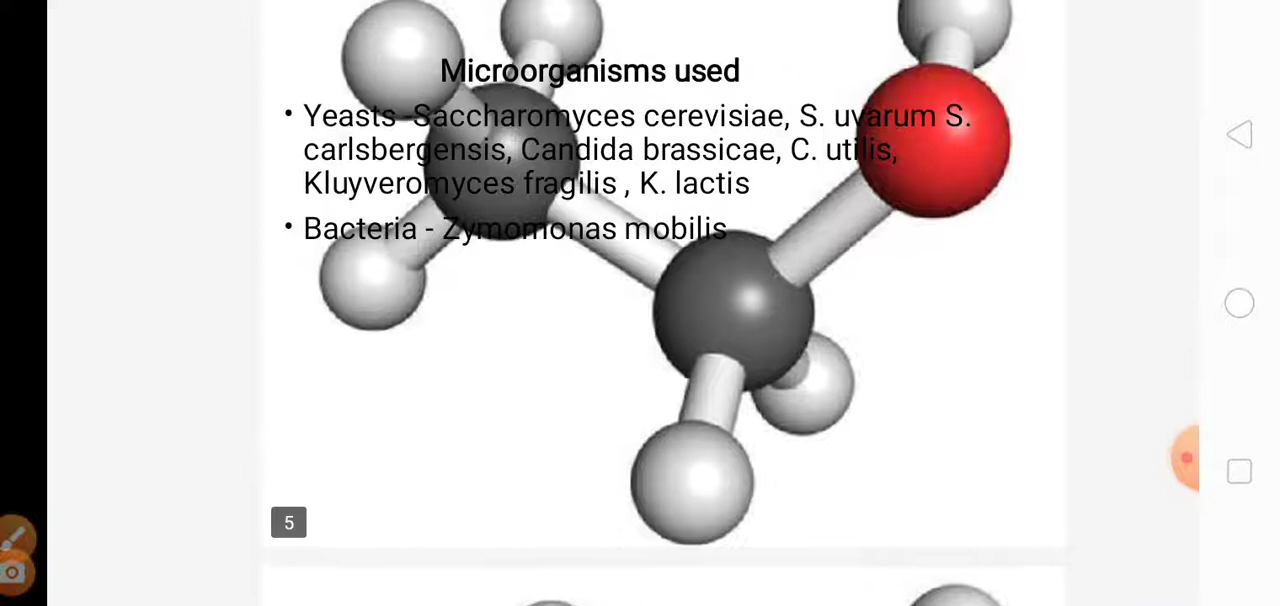 Microorganisms used
• Yeasts -Saccharomyces cerevisiae, S. uvarum S.
carlsbergensis, Candida brassicae, C. utilis,
Kluyveromyces fragilis , K. lactis
• Bacteria - Zymomonas mobilis
5